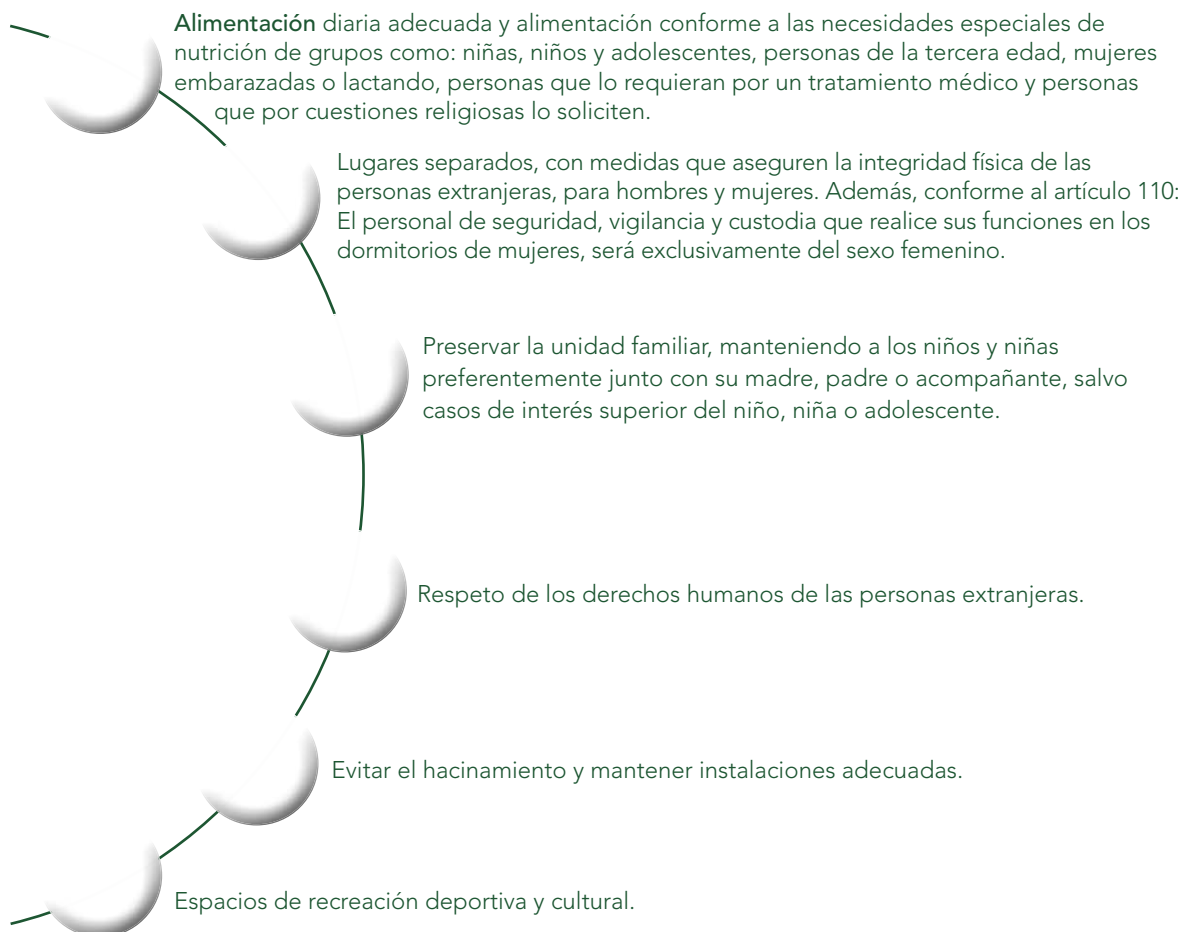 Alimentación diaria adecuada y alimentación conforme a las necesidades especiales de
nutrición de grupos como: niñas, niños y adolescentes, personas de la tercera edad, mujeres
embarazadas o lactando, personas que lo requieran por un tratamiento médico y personas
que por cuestiones religiosas lo soliciten.
Lugares separados, con medidas que aseguren la integridad física de las
personas extranjeras, para hombres y mujeres. Además, conforme al artículo 110:
El personal de seguridad, vigilancia y custodia que realice sus funciones en los
dormitorios de mujeres, será exclusivamente del sexo femenino.
Preservar la unidad familiar, manteniendo a los niños y niñas
preferentemente junto con su madre, padre o acompañante, salvo
casos de interés superior del niño, niña o adolescente.
Respeto de los derechos humanos de las personas extranjeras.
Evitar el hacinamiento y mantener instalaciones adecuadas.
Espacios de recreación deportiva y cultural.